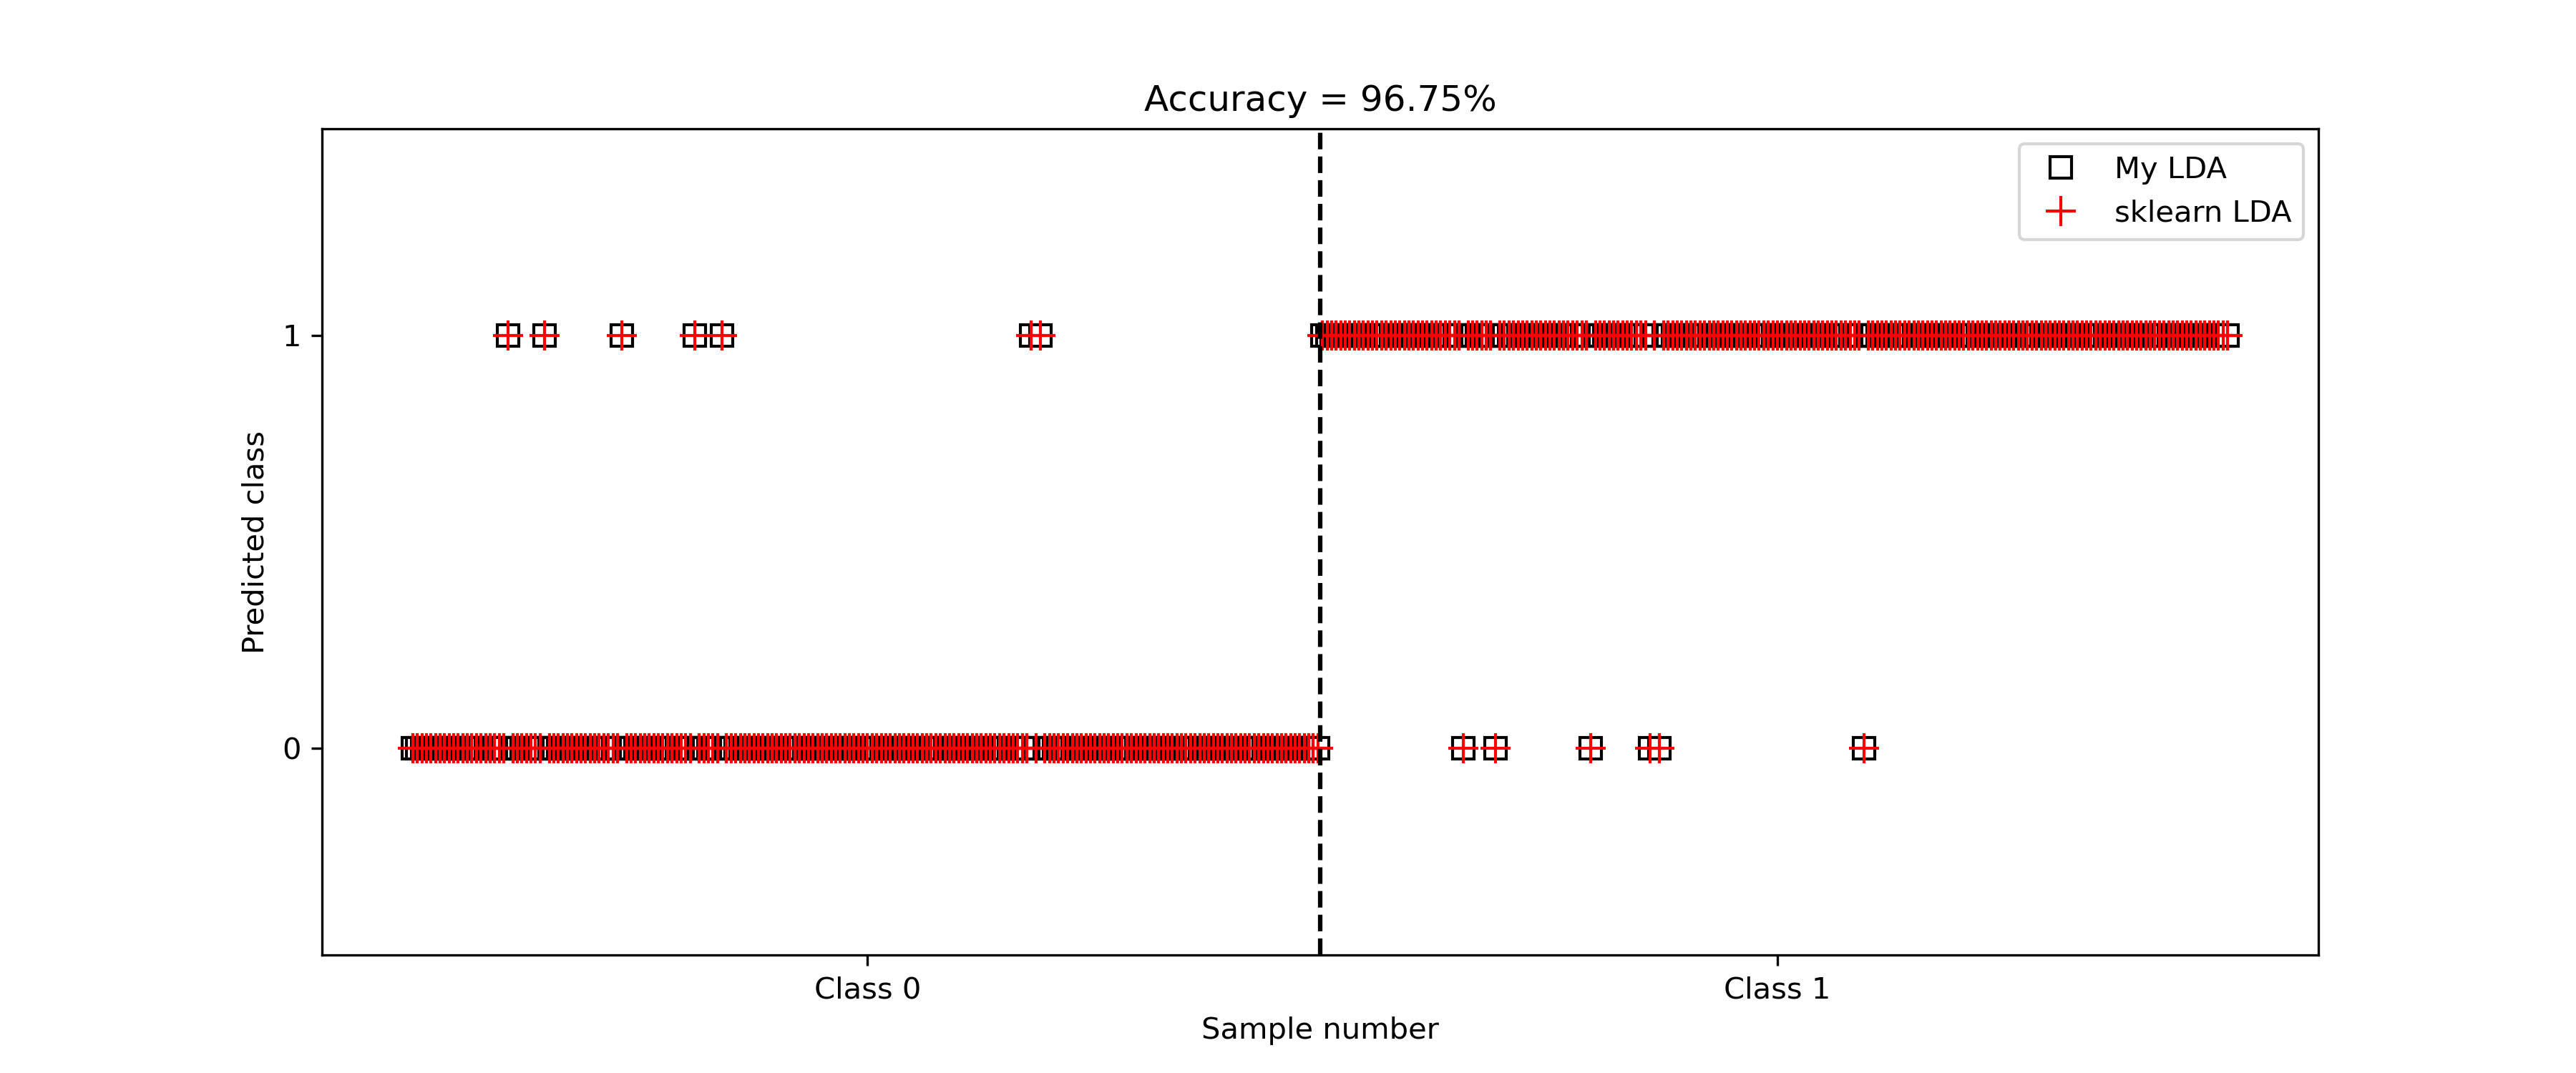 Accuracy = 96.75%
My LDA
sklearn LDA
1
Predicted class
0
Class 0
Class 1
Sample number